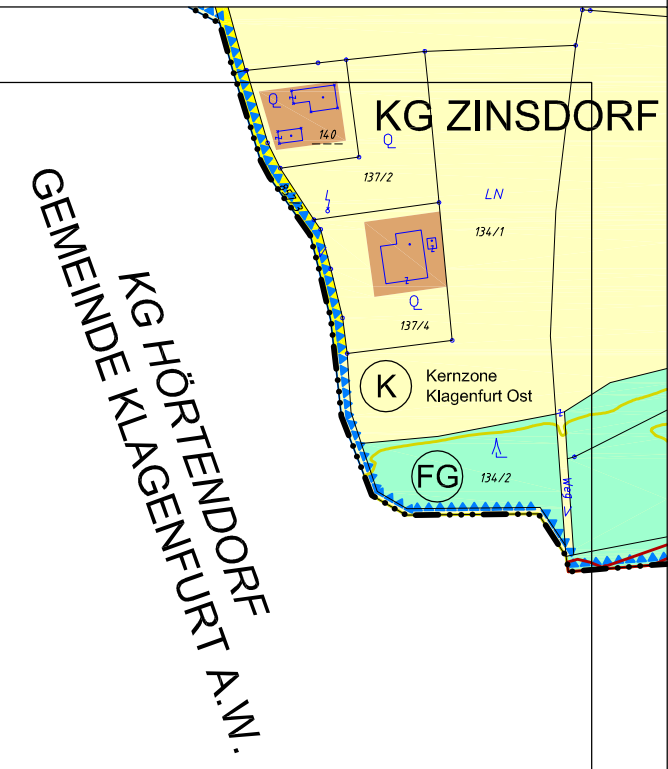 KG ZINSDORF
140
Q
Q
137/2
LN
134/1
Q
137/4
K
Kernzone
Klagenfurt Ost
FG
134/2
Weg
KG HÖRTENDORF
GEMEINDE KLAGENFURT A.W.